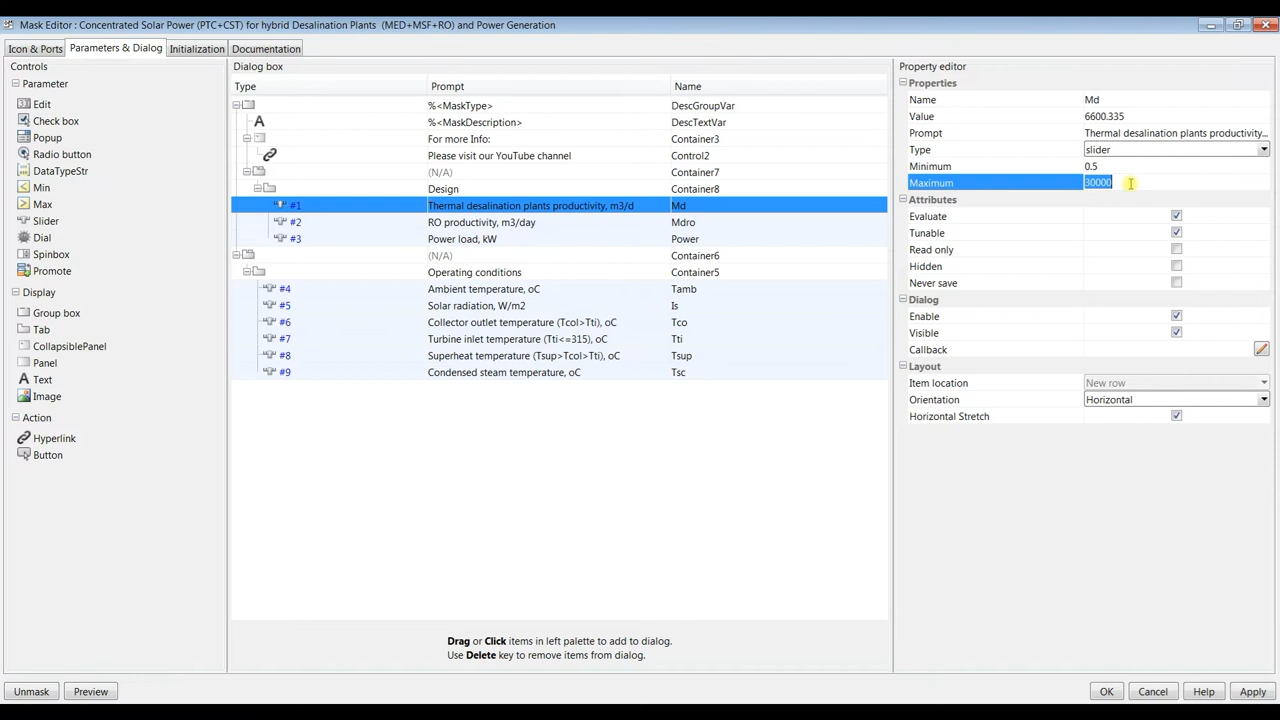 Mask Editor : Concentrated Solar Power (PTC+CST) for hybrid Desalination Plants (MED+MSF+RO) and Power Generation
Icon & Ports Parameters & Dialog Initialization Documentation
Controls
Parameter
Edit
Check box
Popup
Radio button
DataTypeStr
Min
Max
Slider
Dial
Spinbox
Promote
Display
Group box
Tab
CollapsiblePanel
Panel
Text
Image
Action
Hyperlink
Button
Dialog box
Type Prompt Name
%<MaskType> DescGroupVar
A %<MaskDescription> DescTextVar
For more Info: Container3
Please visit our YouTube channel Control2
(N/A) Container7
Design Container8
#1 Thermal desalination plants productivity, m3/d Md
#2 RO productivity, m3/day Mdro
#3 Power load, kW Power
(N/A) Container6
Operating conditions Container5
#4 Ambient temperature, oC Tamb
#5 Solar radiation, W/m2 Is
#6 Collector outlet temperature (Tcol>Tti), oC Tco
#7 Turbine inlet temperature (Tti<=315), oC Tti
#8 Superheat temperature (Tsup>Tcol>Tti), oC Tsup
#9 Condensed steam temperature, oC Tsc
Drag or Click items in left palette to add to dialog.
Use Delete key to remove items from dialog.
Property editor
Properties
Name Md
Value 6600.335
Prompt Thermal desalination plants productivity...
Type slider
Minimum 0.5
Maximum 30000
Attributes
Evaluate
Tunable
Read only
Hidden
Never save
Dialog
Enable
Visible
Callback
Layout
Item location New row
Orientation Horizontal
Horizontal Stretch
Unmask Preview OK Cancel Help Apply